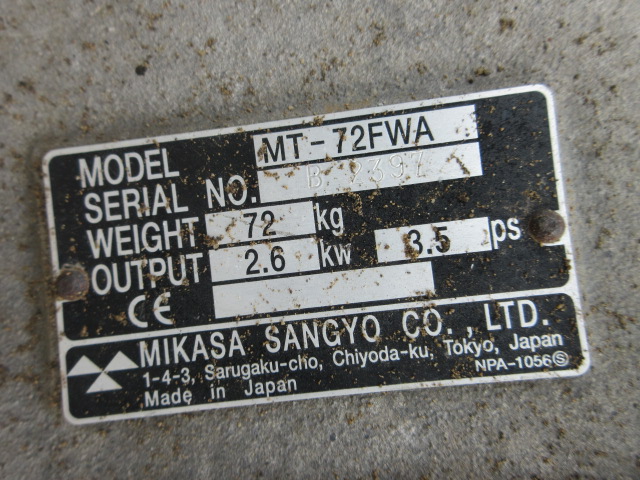 MODEL MT-72FWA
SERIAL NO. B
WEIGHT 72 kg
OUTPUT 2.6 kw 3.5 ps
CE
MIKASA SANGYO CO., LTD.
1-4-3, Sarugaku-cho, Chiyoda-ku, Tokyo, Japan
Made in Japan NPA-1056Ⓢ